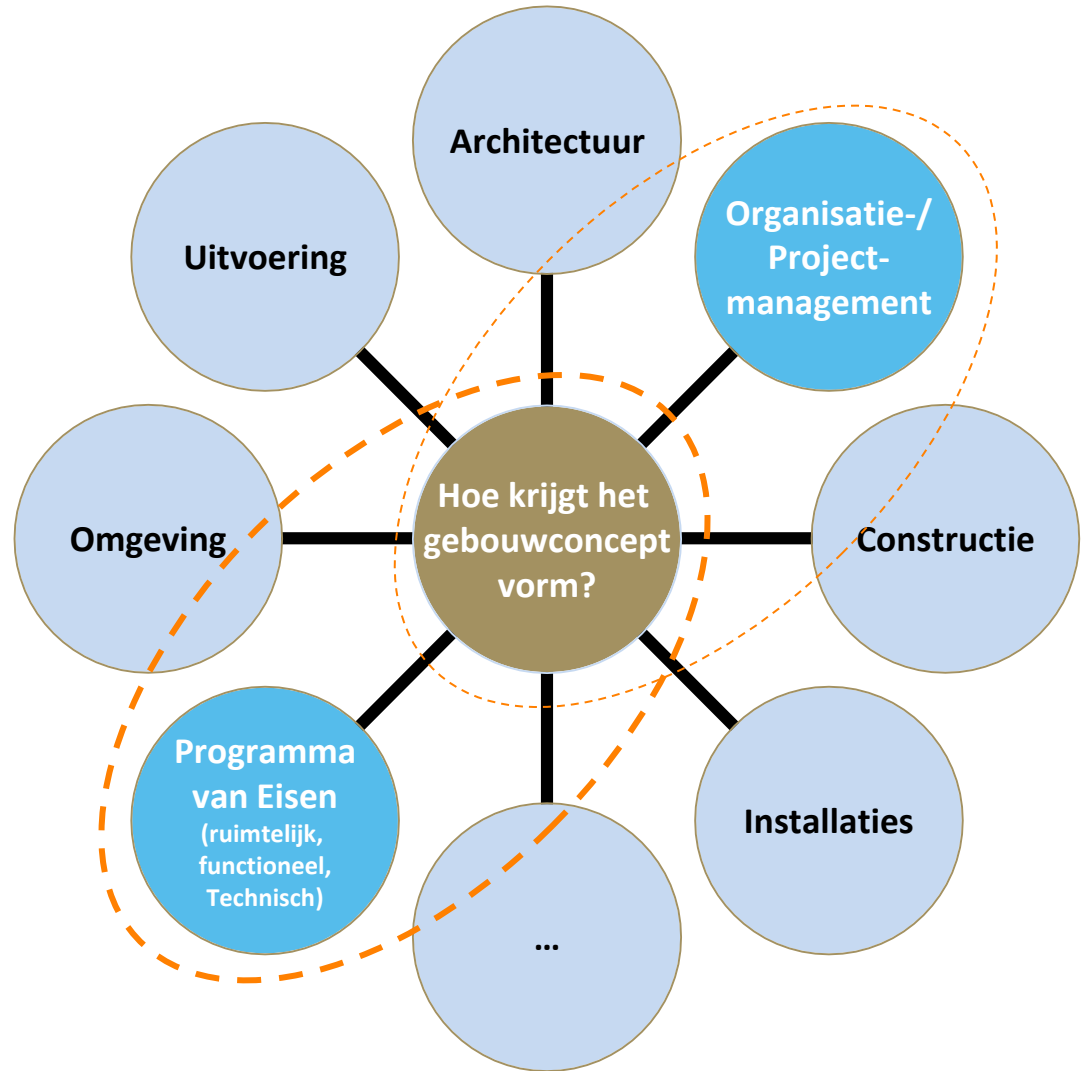 Architectuur
Organisatie-/
Project-
management
Uitvoering
Hoe krijgt het
gebouwconcept
vorm?
Omgeving
Constructie
Programma
van Eisen
(ruimtelijk,
functioneel,
Technisch)
Installaties
...